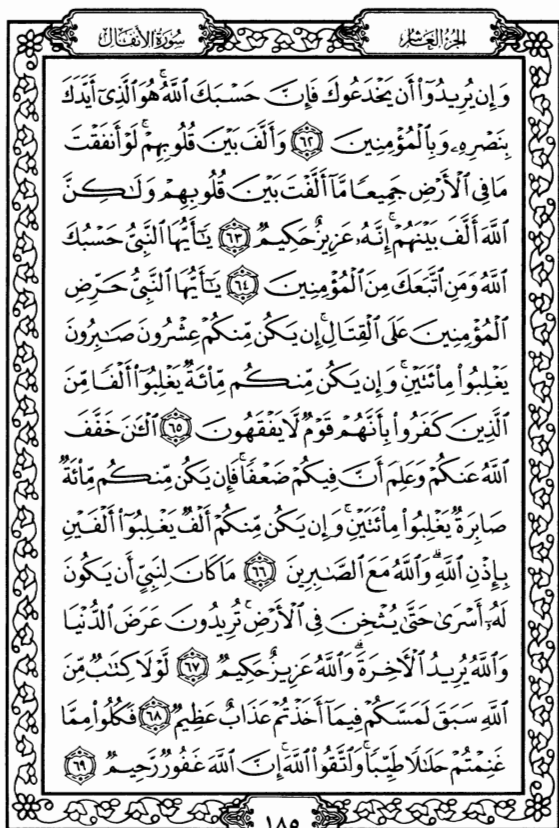 الجزء العاشر سورة الأنفال
وَإِن يُرِيدُوٓا۟ أَن يَخْدَعُوكَ فَإِنَّ حَسْبَكَ ٱللَّهُ ۚ هُوَ ٱلَّذِىٓ أَيَّدَكَ
بِنَصْرِهِۦ وَبِٱلْمُؤْمِنِينَ ﴿٦٢﴾ وَأَلَّفَ بَيْنَ قُلُوبِهِمْ ۚ لَوْ أَنفَقْتَ
مَا فِى ٱلْأَرْضِ جَمِيعًا مَّآ أَلَّفْتَ بَيْنَ قُلُوبِهِمْ وَلَـٰكِنَّ
ٱللَّهَ أَلَّفَ بَيْنَهُمْ ۚ إِنَّهُۥ عَزِيزٌ حَكِيمٌ ﴿٦٣﴾ يَـٰٓأَيُّهَا ٱلنَّبِىُّ حَسْبُكَ
ٱللَّهُ وَمَنِ ٱتَّبَعَكَ مِنَ ٱلْمُؤْمِنِينَ ﴿٦٤﴾ يَـٰٓأَيُّهَا ٱلنَّبِىُّ حَرِّضِ
ٱلْمُؤْمِنِينَ عَلَى ٱلْقِتَالِ ۚ إِن يَكُن مِّنكُمْ عِشْرُونَ صَـٰبِرُونَ
يَغْلِبُوا۟ مِا۟ئَتَيْنِ ۚ وَإِن يَكُن مِّنكُم مِّا۟ئَةٌ يَغْلِبُوٓا۟ أَلْفًا مِّنَ
ٱلَّذِينَ كَفَرُوا۟ بِأَنَّهُمْ قَوْمٌ لَّا يَفْقَهُونَ ﴿٦٥﴾ ٱلْـَٔـٰنَ خَفَّفَ
ٱللَّهُ عَنكُمْ وَعَلِمَ أَنَّ فِيكُمْ ضَعْفًا ۚ فَإِن يَكُن مِّنكُم مِّا۟ئَةٌ
صَابِرَةٌ يَغْلِبُوا۟ مِا۟ئَتَيْنِ ۚ وَإِن يَكُن مِّنكُمْ أَلْفٌ يَغْلِبُوٓا۟ أَلْفَيْنِ
بِإِذْنِ ٱللَّهِ ۗ وَٱللَّهُ مَعَ ٱلصَّـٰبِرِينَ ﴿٦٦﴾ مَا كَانَ لِنَبِىٍّ أَن يَكُونَ
لَهُۥٓ أَسْرَىٰ حَتَّىٰ يُثْخِنَ فِى ٱلْأَرْضِ ۚ تُرِيدُونَ عَرَضَ ٱلدُّنْيَا
وَٱللَّهُ يُرِيدُ ٱلْـَٔاخِرَةَ ۗ وَٱللَّهُ عَزِيزٌ حَكِيمٌ ﴿٦٧﴾ لَّوْلَا كِتَـٰبٌ مِّنَ
ٱللَّهِ سَبَقَ لَمَسَّكُمْ فِيمَآ أَخَذْتُمْ عَذَابٌ عَظِيمٌ ﴿٦٨﴾ فَكُلُوا۟ مِمَّا
غَنِمْتُمْ حَلَـٰلًا طَيِّبًا ۚ وَٱتَّقُوا۟ ٱللَّهَ ۚ إِنَّ ٱللَّهَ غَفُورٌ رَّحِيمٌ ﴿٦٩﴾
١٨٥